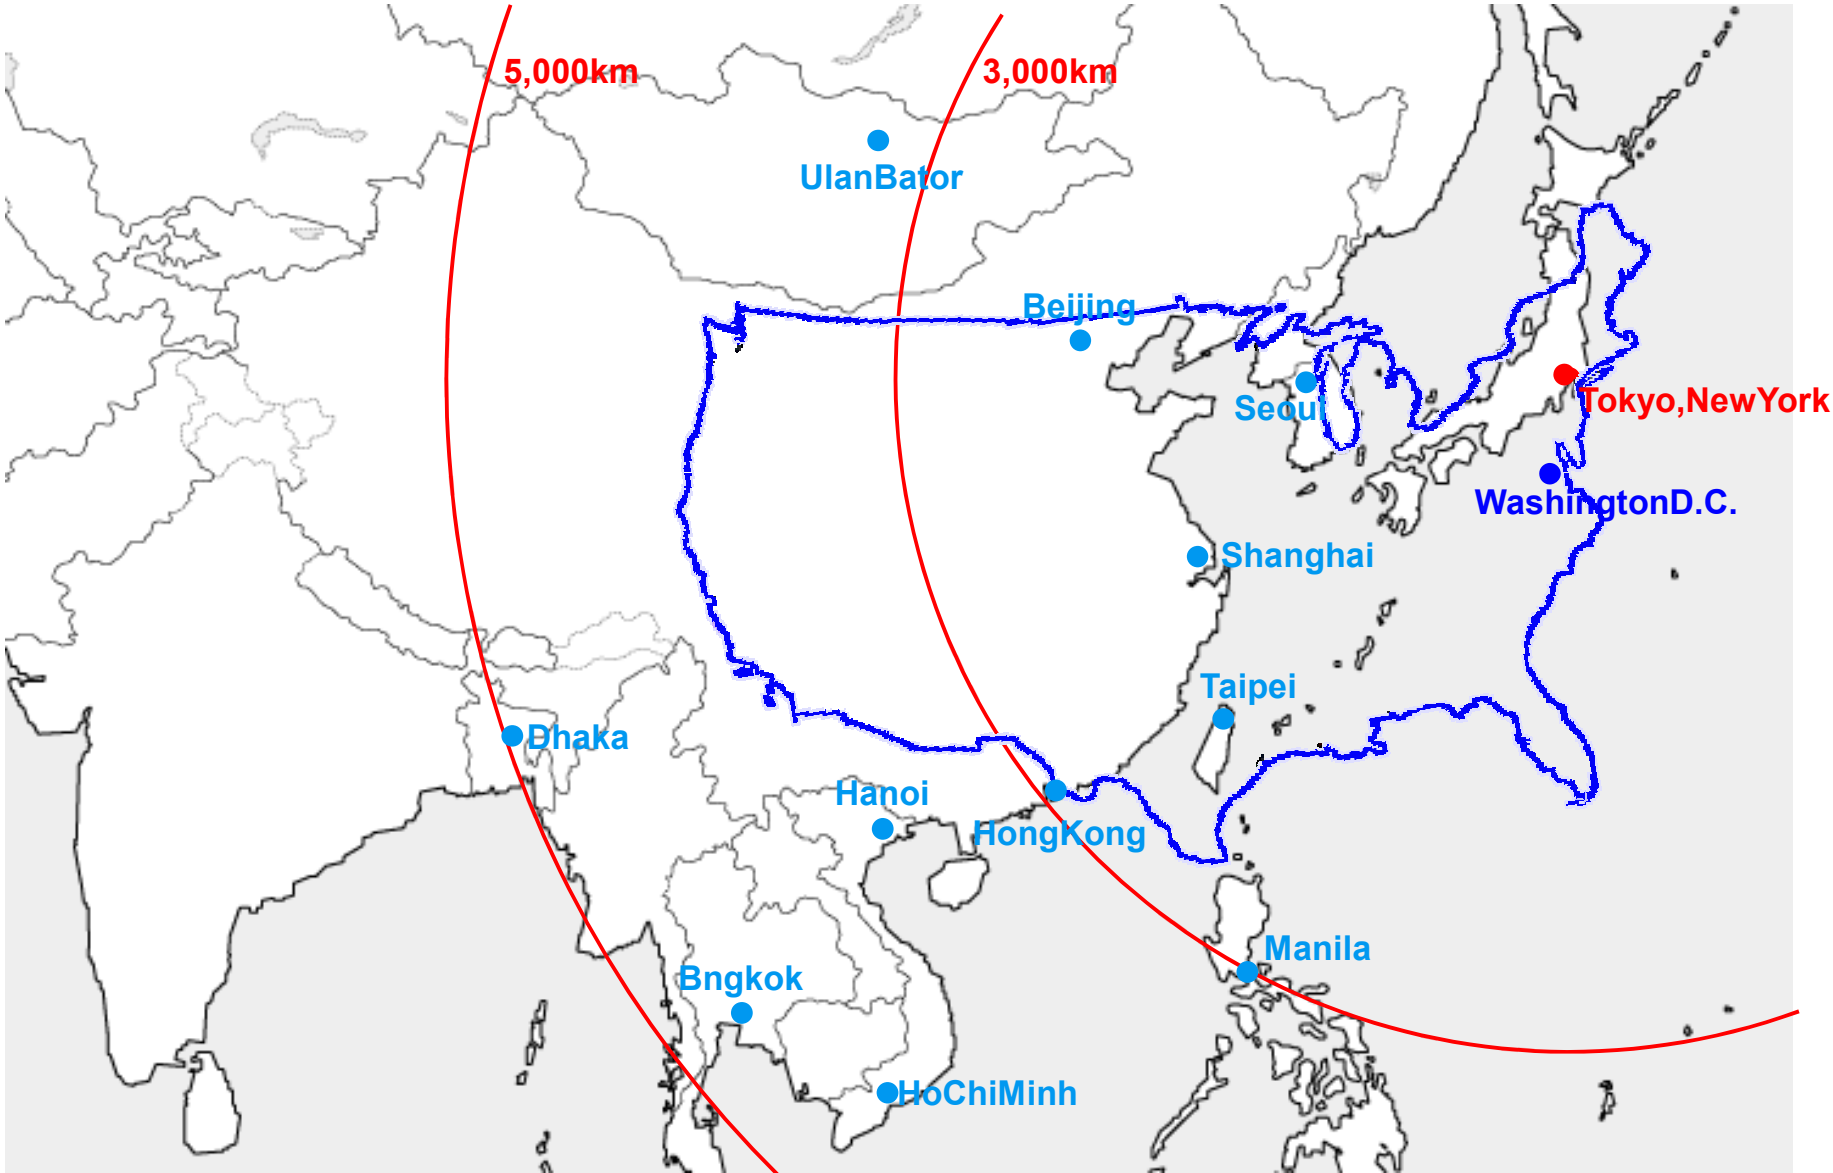 5,000km
3,000km
UlanBator
Beijing
Seoul
Tokyo,NewYork
WashingtonD.C.
Shanghai
Taipei
Dhaka
Hanoi
HongKong
Manila
Bngkok
HoChiMinh